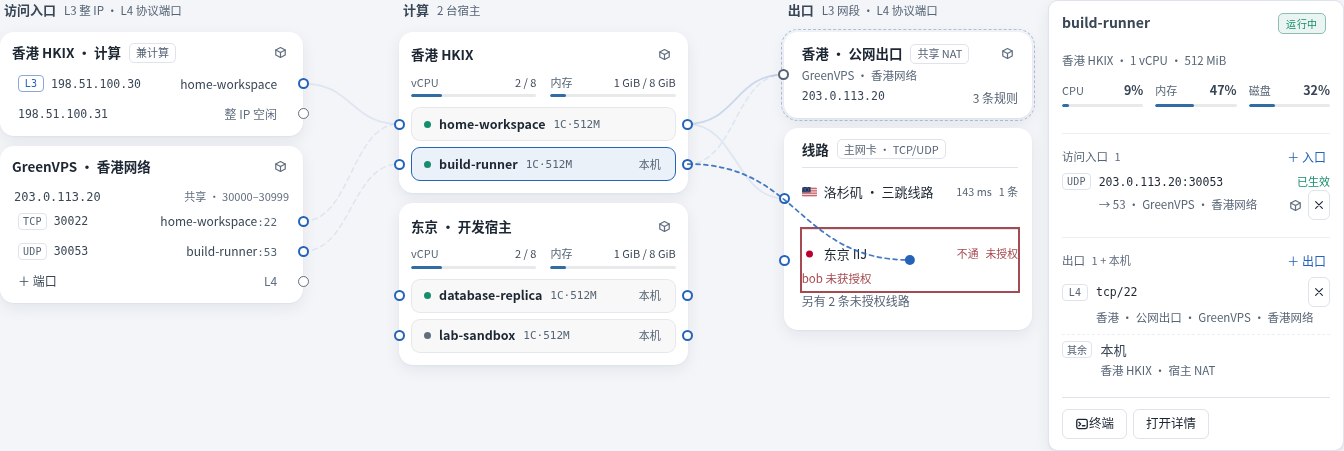 访问入口 L3 整 IP · L4 协议端口
香港 HKIX · 计算 兼计算
L3 198.51.100.30 home-workspace
198.51.100.31 整 IP 空闲
GreenVPS · 香港网络
203.0.113.20 共享 · 30000–30999
TCP 30022 home-workspace:22
UDP 30053 build-runner:53
+ 端口 L4
计算 2 台宿主
香港 HKIX
vCPU 2 / 8 内存 1 GiB / 8 GiB
home-workspace 1C·512M
build-runner 1C·512M 本机
东京 · 开发宿主
vCPU 2 / 8 内存 1 GiB / 8 GiB
database-replica 1C·512M 本机
lab-sandbox 1C·512M 本机
出口 L3 网段 · L4 协议端口
香港 · 公网出口 共享 NAT
GreenVPS · 香港网络
203.0.113.20 3 条规则
线路 主网卡 · TCP/UDP
洛杉矶 · 三跳线路 143 ms 1 条
东京 IIJ 不通 未授权
bob 未获授权
另有 2 条未授权线路
build-runner 运行中
香港 HKIX · 1 vCPU · 512 MiB
CPU 9% 内存 47% 磁盘 32%
访问入口 1 + 入口
UDP 203.0.113.20:30053 已生效
→ 53 · GreenVPS · 香港网络
出口 1 + 本机 + 出口
L4 tcp/22
香港 · 公网出口 · GreenVPS · 香港网络
其余 本机
香港 HKIX · 宿主 NAT
终端 打开详情